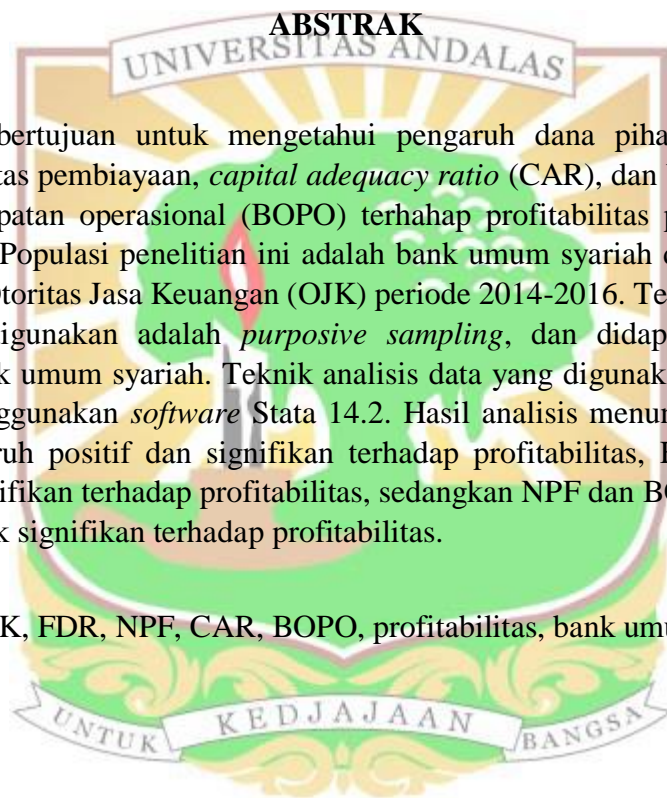 ABSTRAK
UNIVERSITAS ANDALAS
bertujuan untuk mengetahui pengaruh dana piha
tas pembiayaan, capital adequacy ratio (CAR), dan
patan operasional (BOPO) terhahap profitabilitas p
Populasi penelitian ini adalah bank umum syariah
toritas Jasa Keuangan (OJK) periode 2014-2016. Te
igunakan adalah purposive sampling, dan didap
k umum syariah. Teknik analisis data yang digunak
ggunakan software Stata 14.2. Hasil analisis menun
ruh positif dan signifikan terhadap profitabilitas,
ifikan terhadap profitabilitas, sedangkan NPF dan BO
k signifikan terhadap profitabilitas.
K, FDR, NPF, CAR, BOPO, profitabilitas, bank umu
UNTUK KEDJAJAAN BANGSA